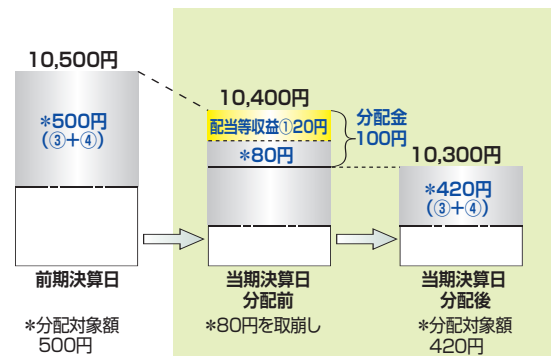 10,500円
*500円
(③+④)
前期決算日
*分配対象額
500円
10,400円
配当等収益①20円
*80円
分配金
100円
当期決算日
分配前
*80円を取崩し
10,300円
*420円
(③+④)
当期決算日
分配後
*分配対象額
420円